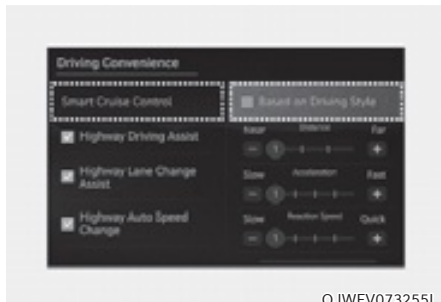 Driving Convenience
Smart Cruise Control
Based on Driving Style
Highway Driving Assist
Near Distance Far
Highway Lane Change
Assist
Slow Acceleration Fast
Highway Auto Speed
Change
Slow Reaction Speed Quick